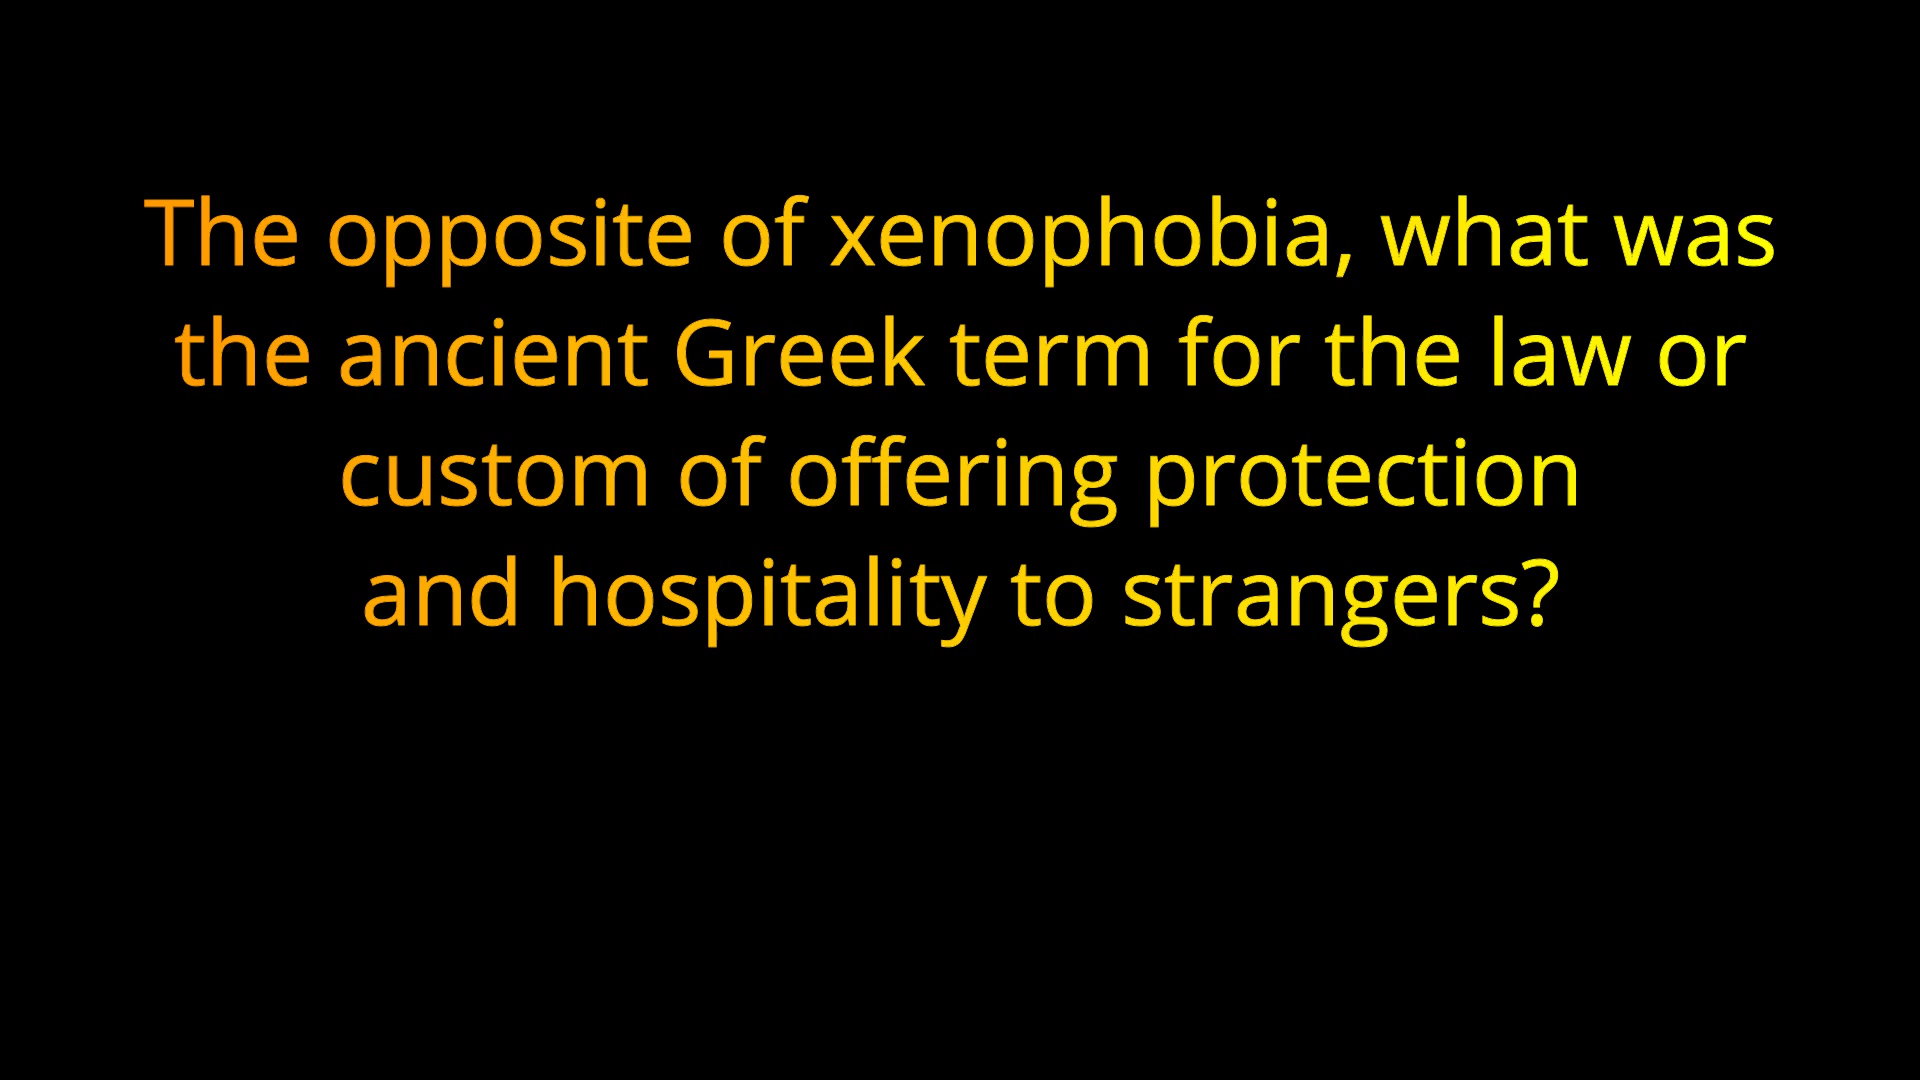 The opposite of xenophobia, what was
the ancient Greek term for the law or
custom of offering protection
and hospitality to strangers?